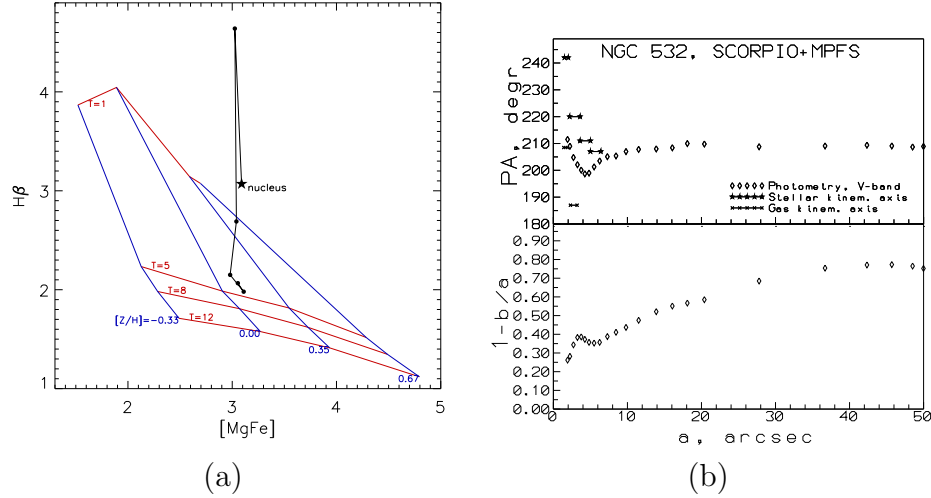 4
3
2
1
Hβ
T=1
nucleus
T=5
T=8
T=12
[Z/H]=-0.33
0.00
0.35
0.67
2 3 4 5
[MgFe]
(a)
NGC 532, SCORPIO+MPFS
PA, degr
240
230
220
210
200
190
180
Photometry, V-band
Stellar kinem. axis
Gas kinem. axis
1-b/a
0.90
0.80
0.70
0.60
0.50
0.40
0.30
0.20
0.10
0.00
0 10 20 30 40 50
a, arcsec
(b)